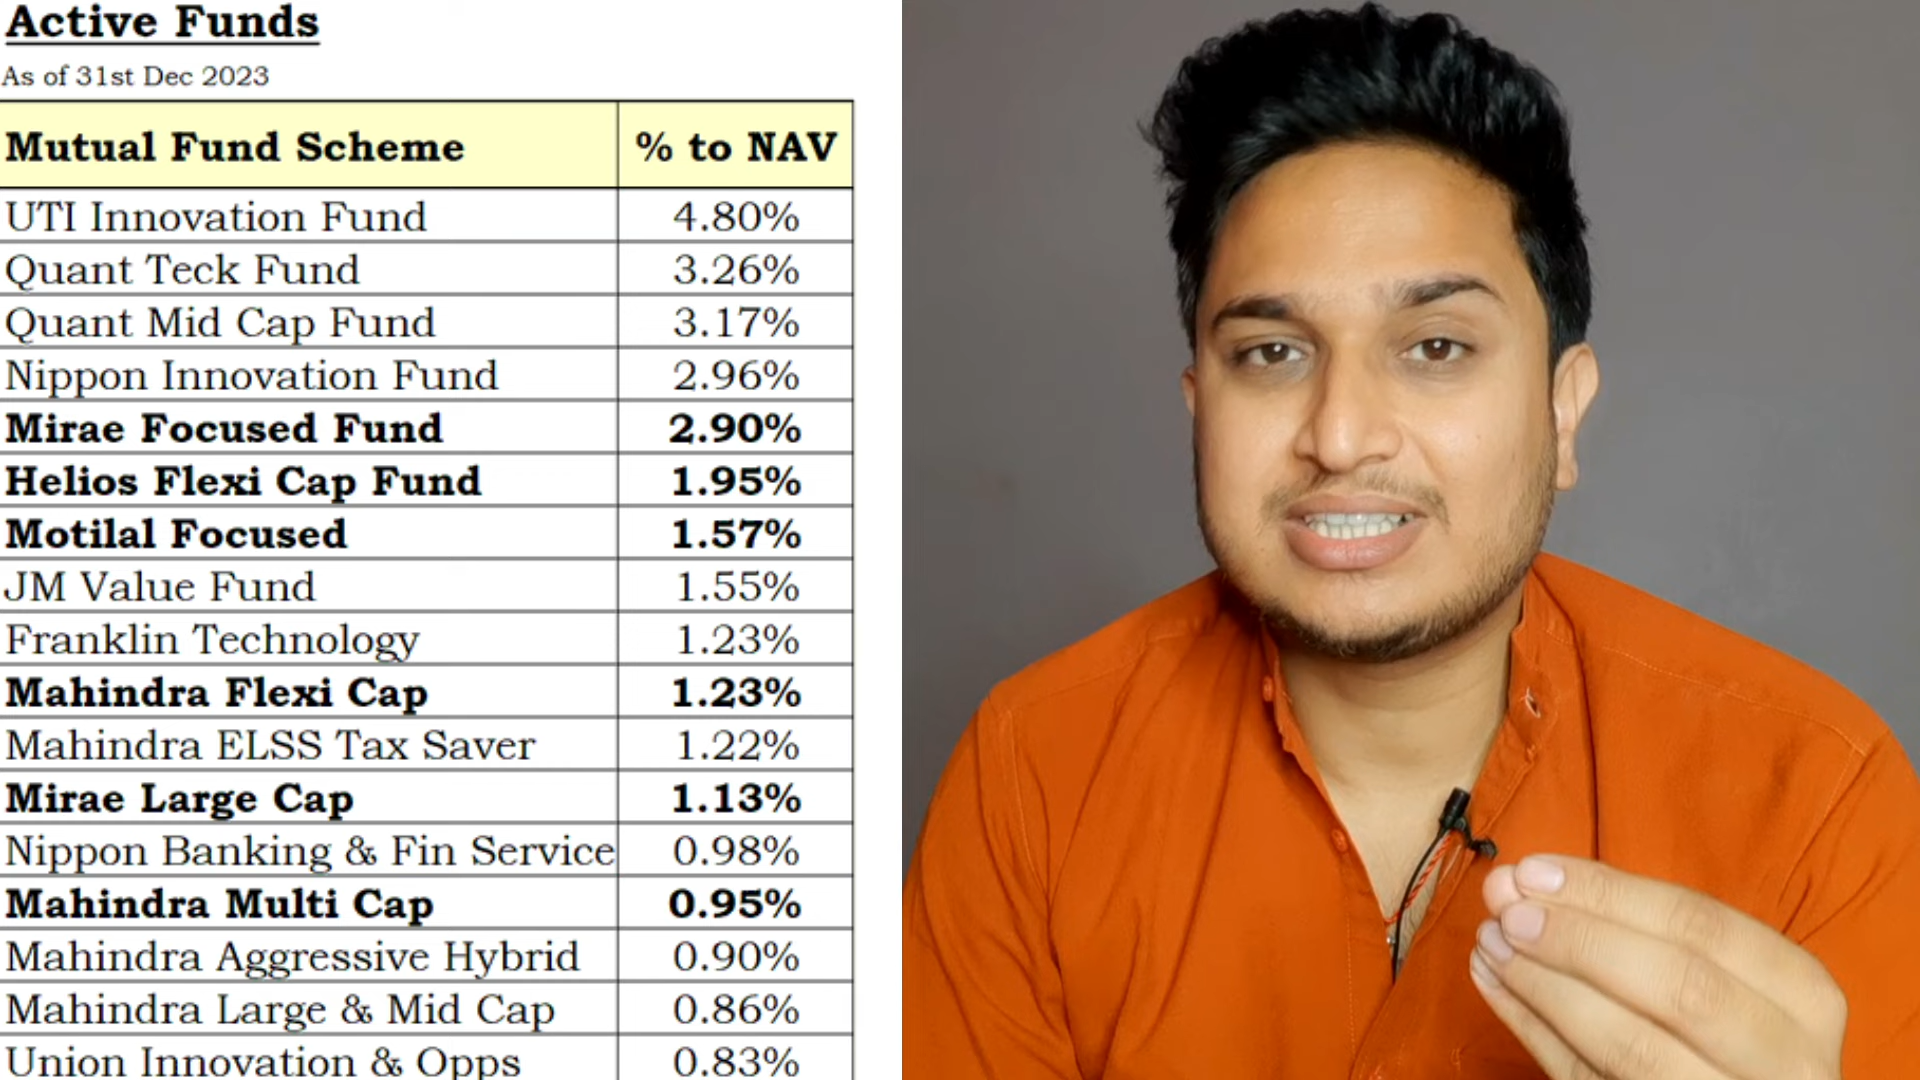 Active Funds
As of 31st Dec 2023
Mutual Fund Scheme % to NAV
UTI Innovation Fund 4.80%
Quant Teck Fund 3.26%
Quant Mid Cap Fund 3.17%
Nippon Innovation Fund 2.96%
Mirae Focused Fund 2.90%
Helios Flexi Cap Fund 1.95%
Motilal Focused 1.57%
JM Value Fund 1.55%
Franklin Technology 1.23%
Mahindra Flexi Cap 1.23%
Mahindra ELSS Tax Saver 1.22%
Mirae Large Cap 1.13%
Nippon Banking & Fin Service 0.98%
Mahindra Multi Cap 0.95%
Mahindra Aggressive Hybrid 0.90%
Mahindra Large & Mid Cap 0.86%
Union Innovation & Opps 0.83%